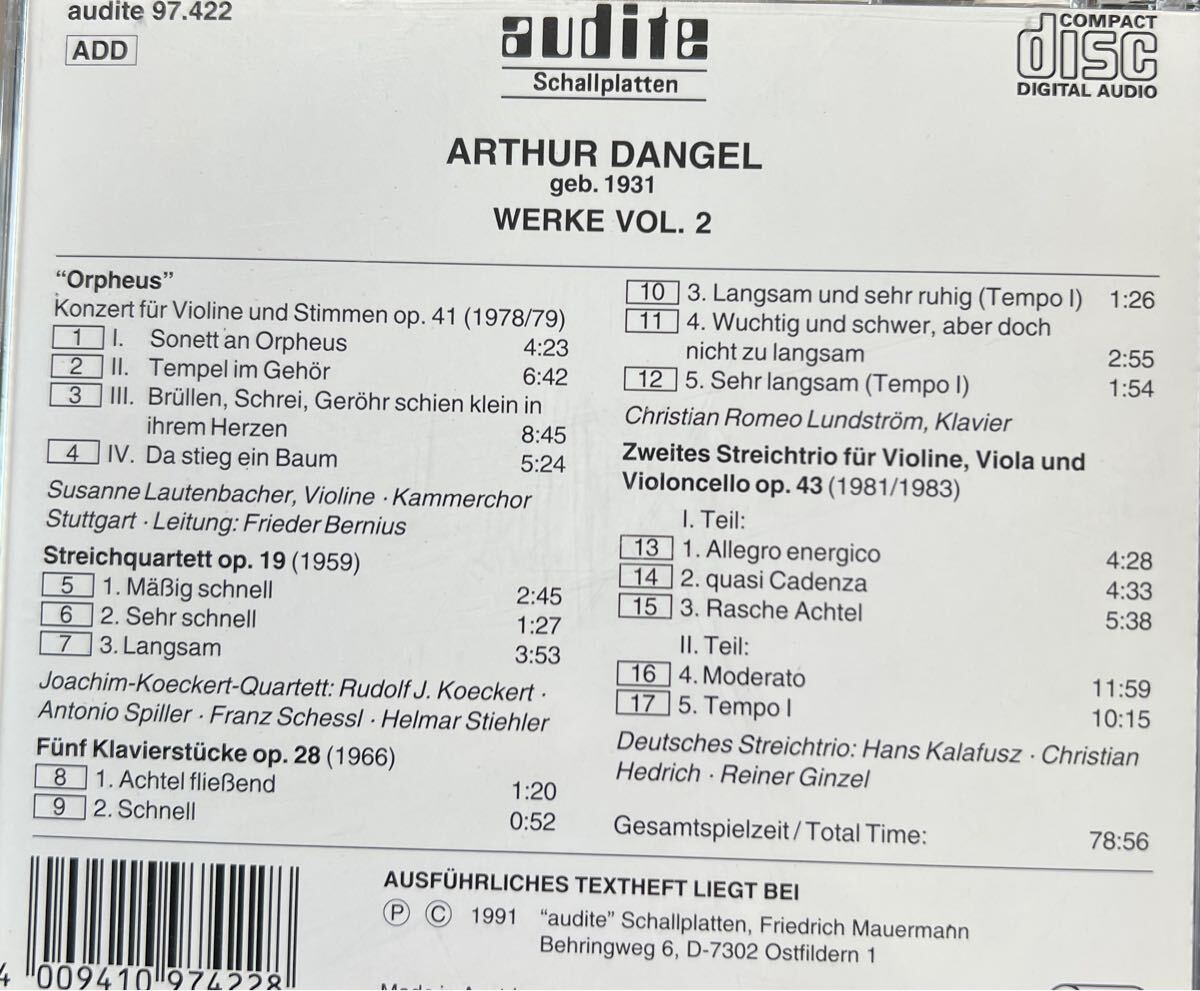 audite 97.422
ADD
audite
Schallplatten
COMPACT
disc
DIGITAL AUDIO
ARTHUR DANGEL
geb. 1931
WERKE VOL. 2
“Orpheus”
Konzert für Violine und Stimmen op. 41 (1978/79)
1 I. Sonett an Orpheus 4:23
2 II. Tempel im Gehör 6:42
3 III. Brüllen, Schrei, Geröhr schien klein in
ihrem Herzen 8:45
4 IV. Da stieg ein Baum 5:24
Susanne Lautenbacher, Violine · Kammerchor
Stuttgart · Leitung: Frieder Bernius
Streichquartett op. 19 (1959)
5 1. Mäßig schnell 2:45
6 2. Sehr schnell 1:27
7 3. Langsam 3:53
Joachim-Koeckert-Quartett: Rudolf J. Koeckert ·
Antonio Spiller · Franz Schessl · Helmar Stiehler
Fünf Klavierstücke op. 28 (1966)
8 1. Achtel fließend 1:20
9 2. Schnell 0:52
10 3. Langsam und sehr ruhig (Tempo I) 1:26
11 4. Wuchtig und schwer, aber doch
nicht zu langsam 2:55
12 5. Sehr langsam (Tempo I) 1:54
Christian Romeo Lundström, Klavier
Zweites Streichtrio für Violine, Viola und
Violoncello op. 43 (1981/1983)
I. Teil:
13 1. Allegro energico 4:28
14 2. quasi Cadenza 4:33
15 3. Rasche Achtel 5:38
II. Teil:
16 4. Moderato 11:59
17 5. Tempo I 10:15
Deutsches Streichtrio: Hans Kalafusz · Christian
Hedrich · Reiner Ginzel
Gesamtspielzeit / Total Time: 78:56
AUSFÜHRLICHES TEXTHEFT LIEGT BEI
Ⓟ © 1991 “audite” Schallplatten, Friedrich Mauermann
Behringweg 6, D-7302 Ostfildern 1
4 009410 974228